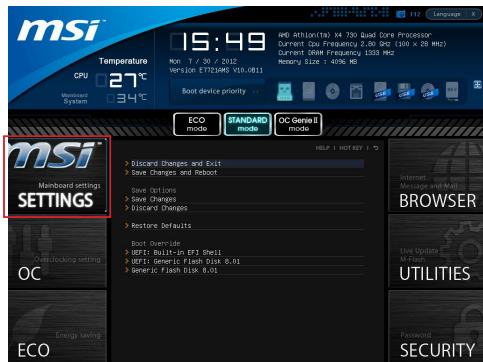 msi
F12 Language X
Temperature
CPU 27°C
Mainboard System 34°C
15:49
Mon 7 / 30 / 2012
Version E7721AMS V10.0B11
AMD Athlon(tm) X4 730 Quad Core Processor
Current Cpu Frequency 2.80 GHz (100 x 28 MHz)
Current DRAM Frequency 1333 MHz
Memory Size : 4096 MB
Boot device priority
USB USB USB
ECO mode
STANDARD mode
OC Genie II mode
HELP | HOT KEY |
msi
Mainboard settings
SETTINGS
Overclocking setting
OC
Energy saving
ECO
> Discard Changes and Exit
> Save Changes and Reboot
Save Options
> Save Changes
> Discard Changes
> Restore Defaults
Boot Override
> UEFI: Built-in EFI Shell
> UEFI: Generic Flash Disk 8.01
> Generic Flash Disk 8.01
Internet
Message and Mail
BROWSER
Live Update
M-Flash
UTILITIES
Password
SECURITY